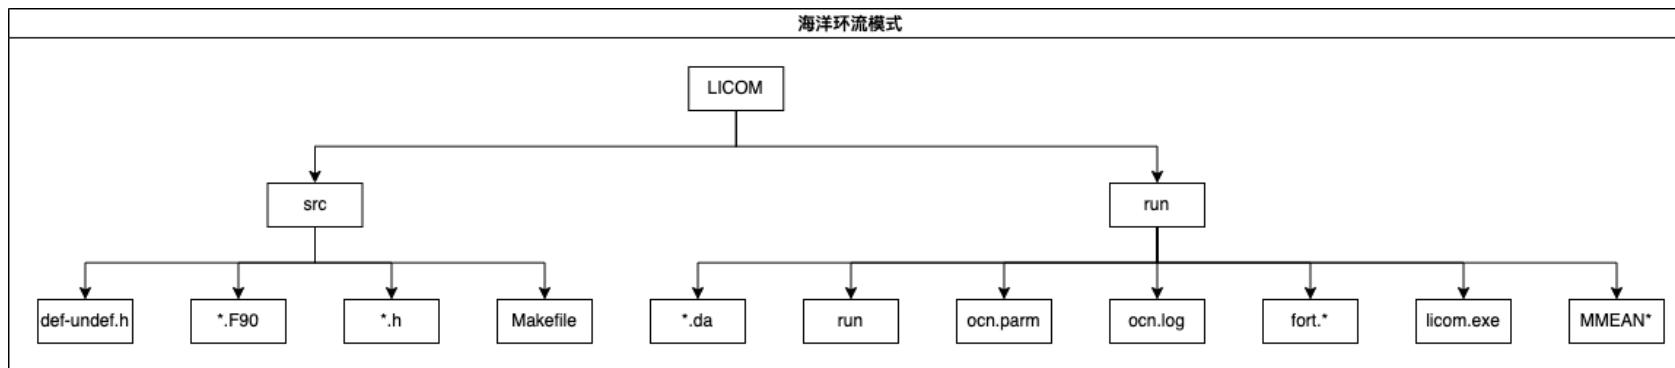 海洋环流模式
LICOM
src
run
def-undef.h
*.F90
*.h
Makefile
*.da
run
ocn.parm
ocn.log
fort.*
licom.exe
MMEAN*